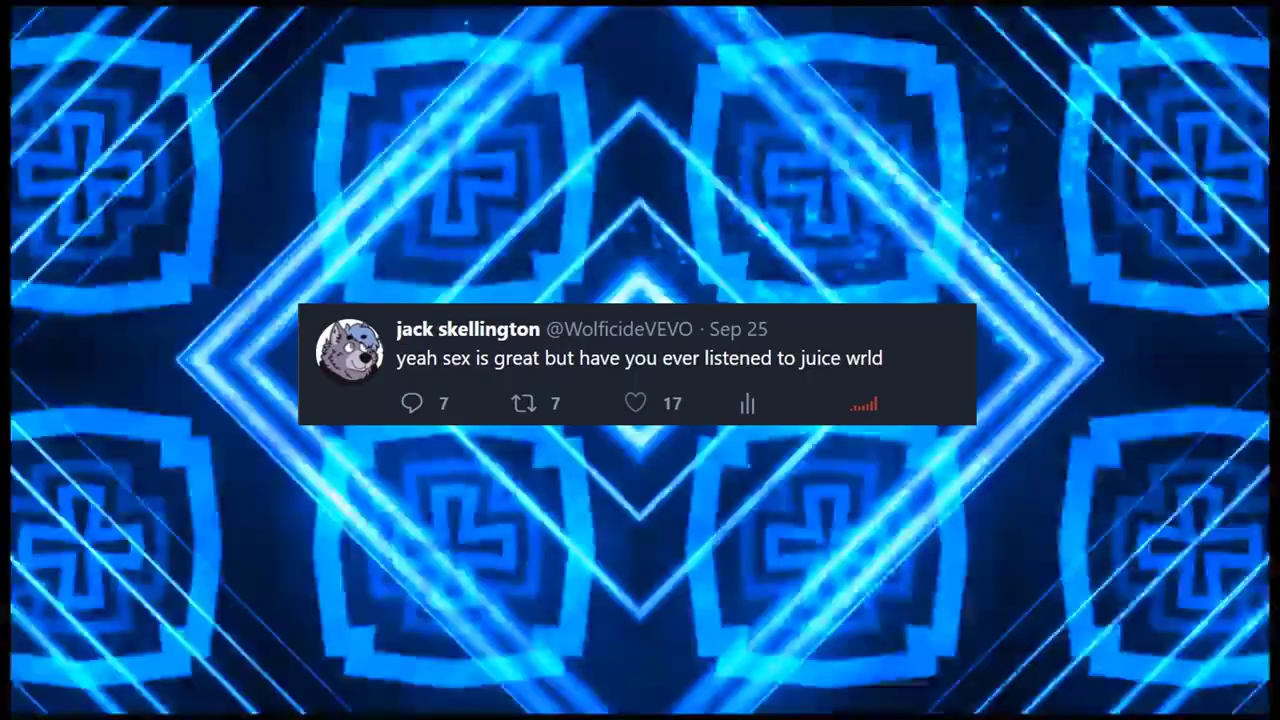 jack skellington @WolficideVEVO · Sep 25
yeah sex is great but have you ever listened to juice wrld
7 7 17